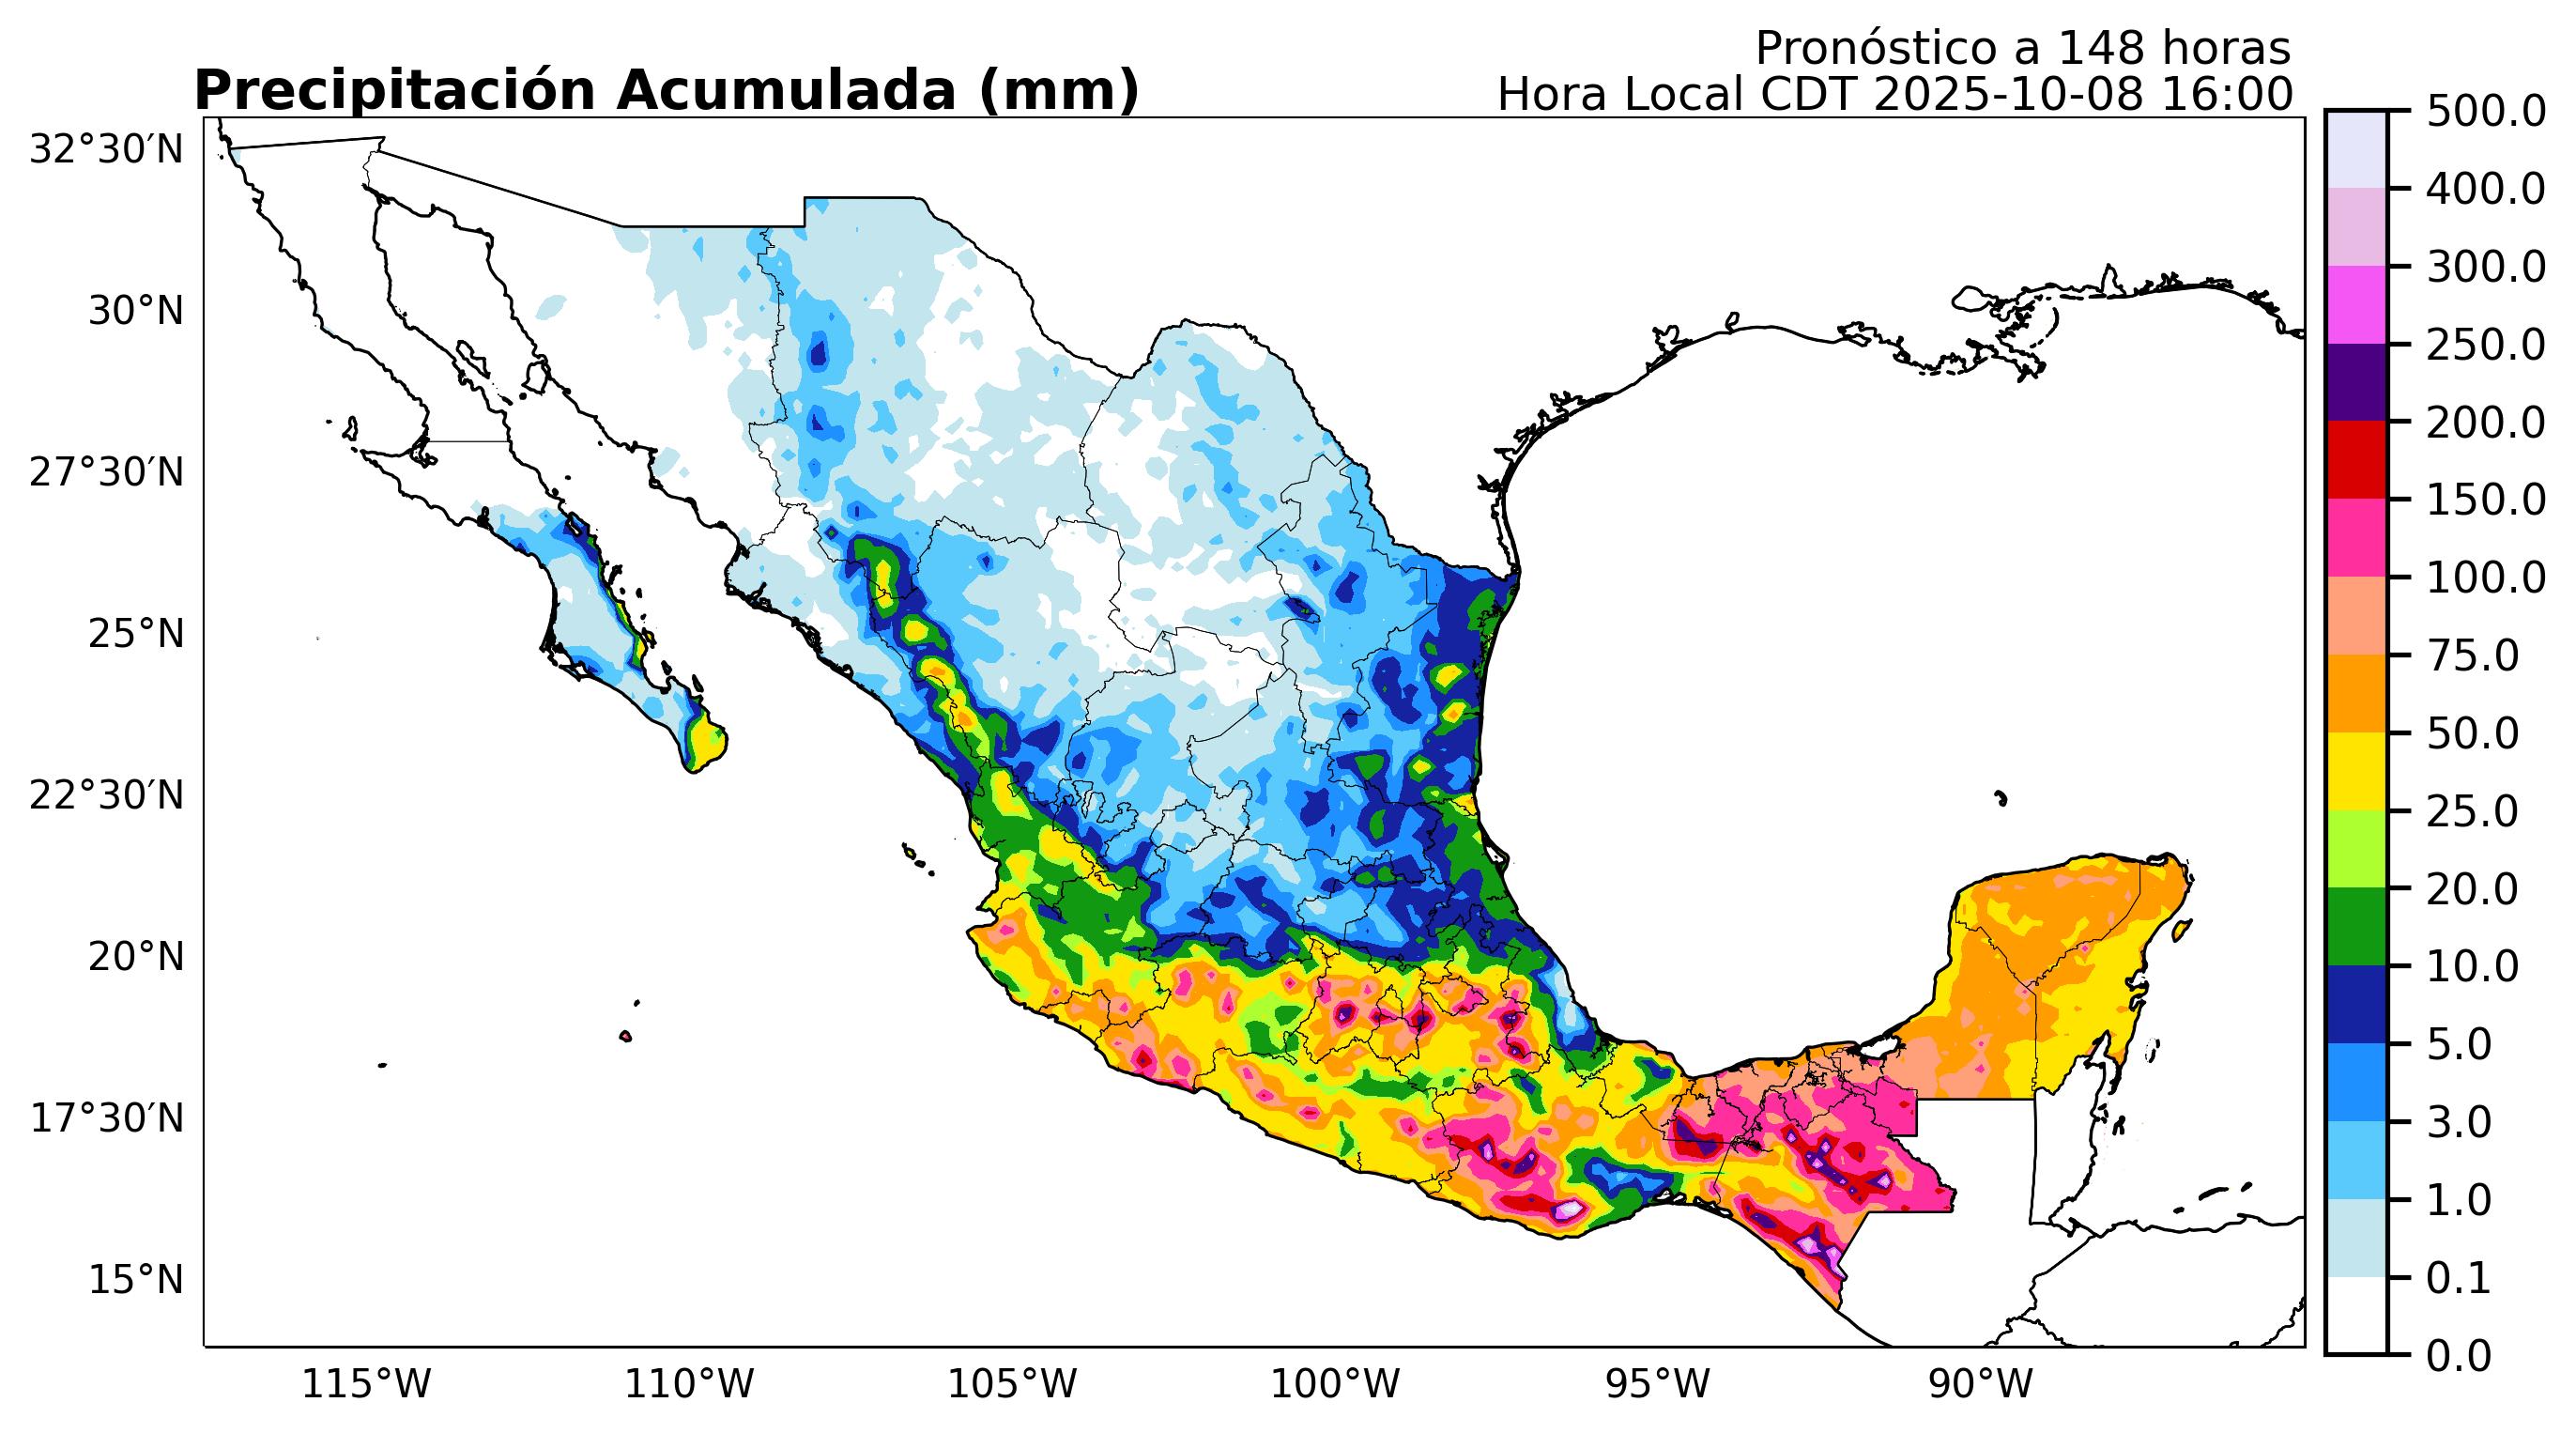 Pronóstico a 148 horas
Precipitación Acumulada (mm)
Hora Local CDT 2025-10-08 16:00
32°30′N
30°N
27°30′N
25°N
22°30′N
20°N
17°30′N
15°N
115°W
110°W
105°W
100°W
95°W
90°W
500.0
400.0
300.0
250.0
200.0
150.0
100.0
75.0
50.0
25.0
20.0
10.0
5.0
3.0
1.0
0.1
0.0